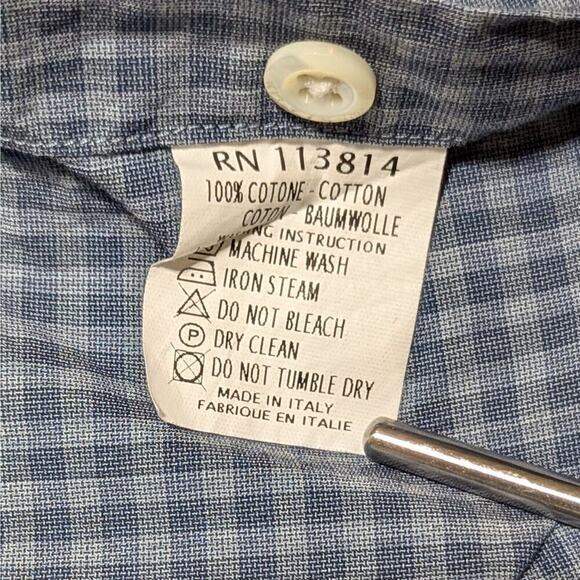 RN 113814
100% COTONE - COTTON
COTON - BAUMWOLLE
INSTRUCTION
MACHINE WASH
IRON STEAM
DO NOT BLEACH
P DRY CLEAN
DO NOT TUMBLE DRY
MADE IN ITALY
FABRIQUE EN ITALIE